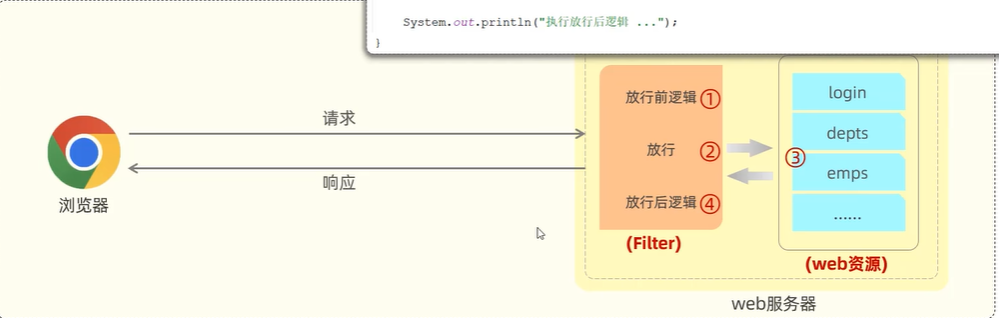 System.out.println("执行放行后逻辑 ...");
}
请求
响应
浏览器
放行前逻辑 ①
放行 ②
放行后逻辑 ④
(Filter)
③
login
depts
emps
......
(web资源)
web服务器